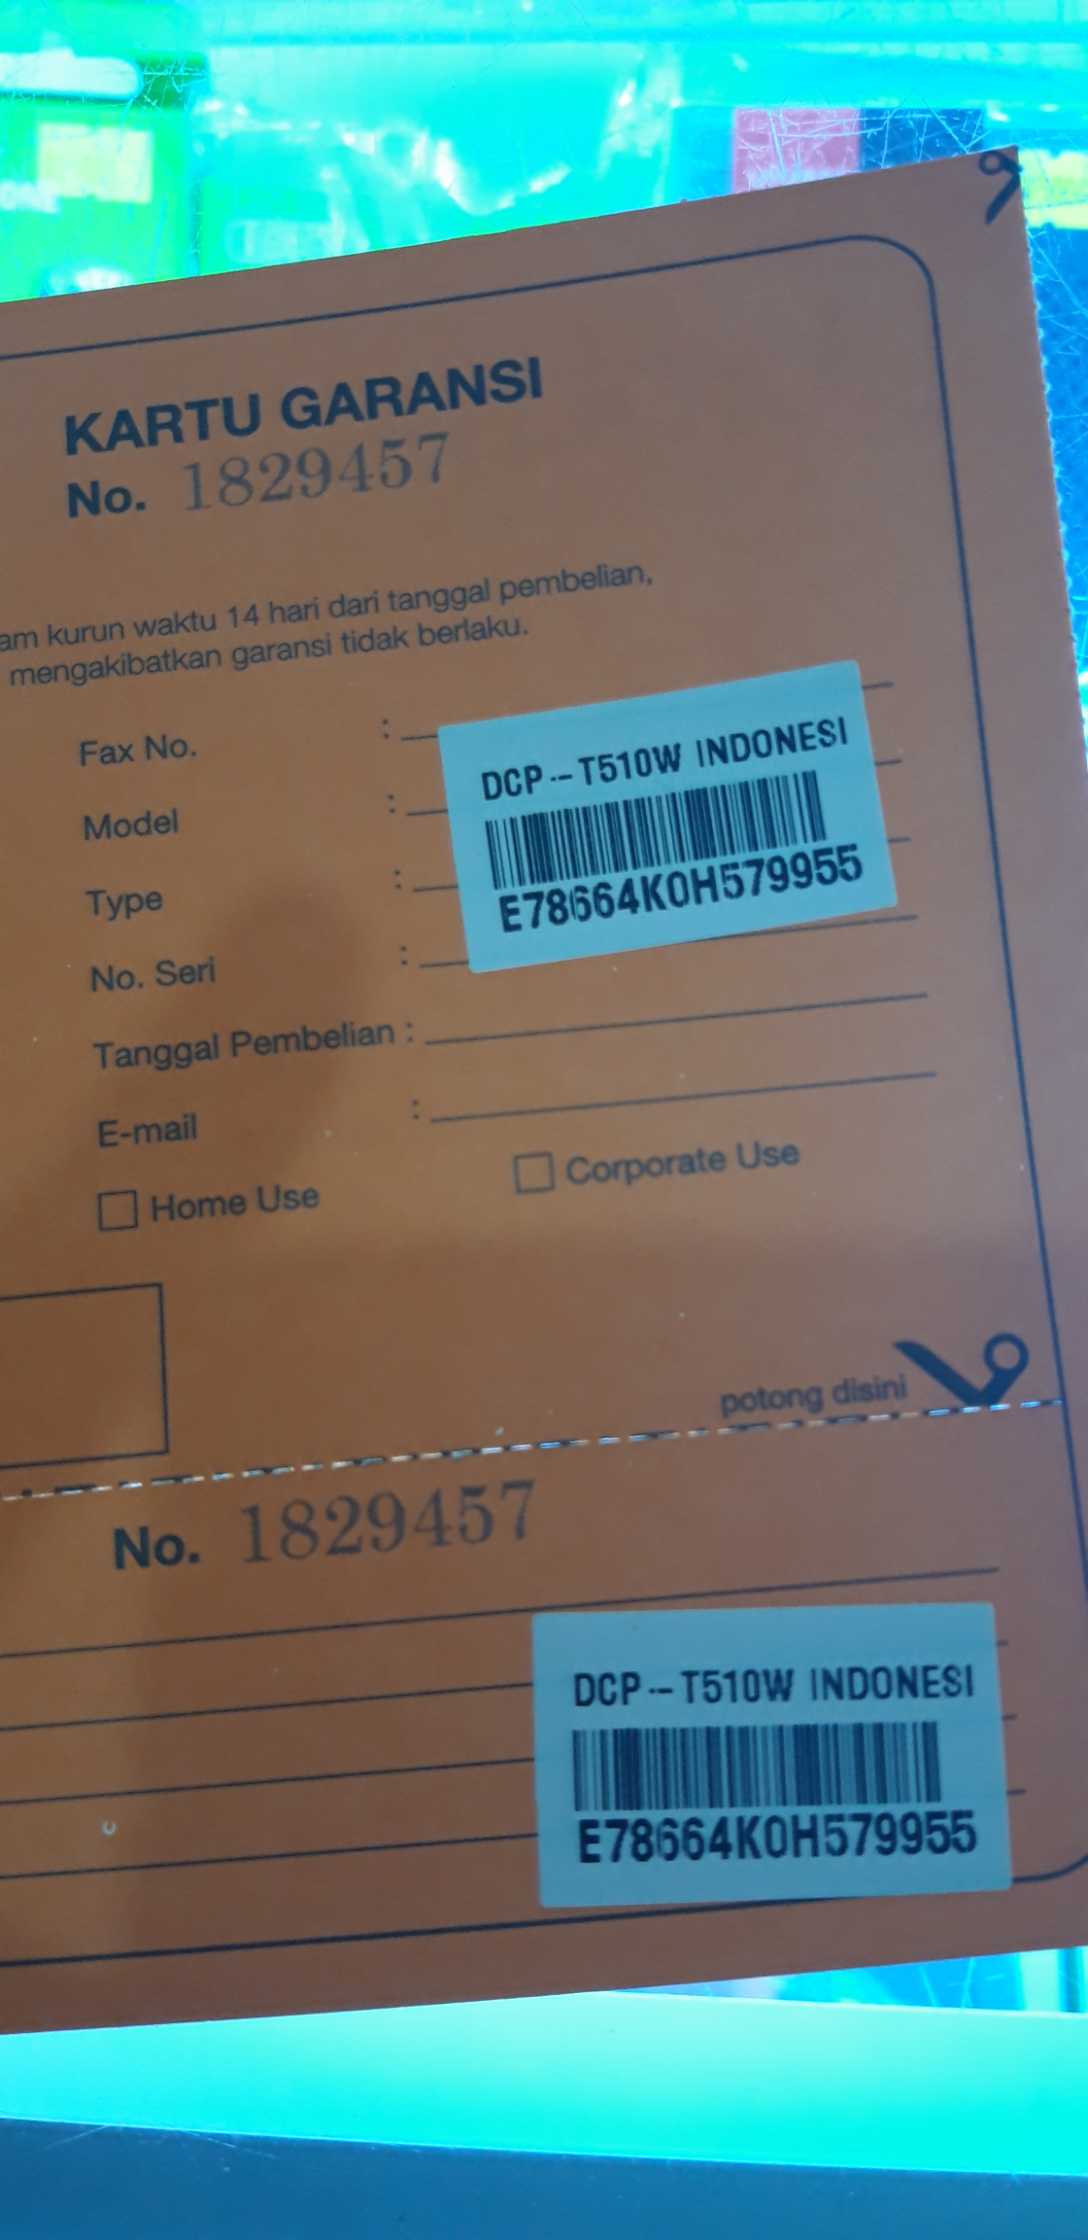 KARTU GARANSI
No. 1829457
am kurun waktu 14 hari dari tanggal pembelian,
mengakibatkan garansi tidak berlaku.
Fax No. :
Model :
Type :
No. Seri :
DCP-T510W INDONESI
E78664K0H579955
Tanggal Pembelian :
E-mail :
Home Use
Corporate Use
potong disini
No. 1829457
DCP-T510W INDONESI
E78664K0H579955